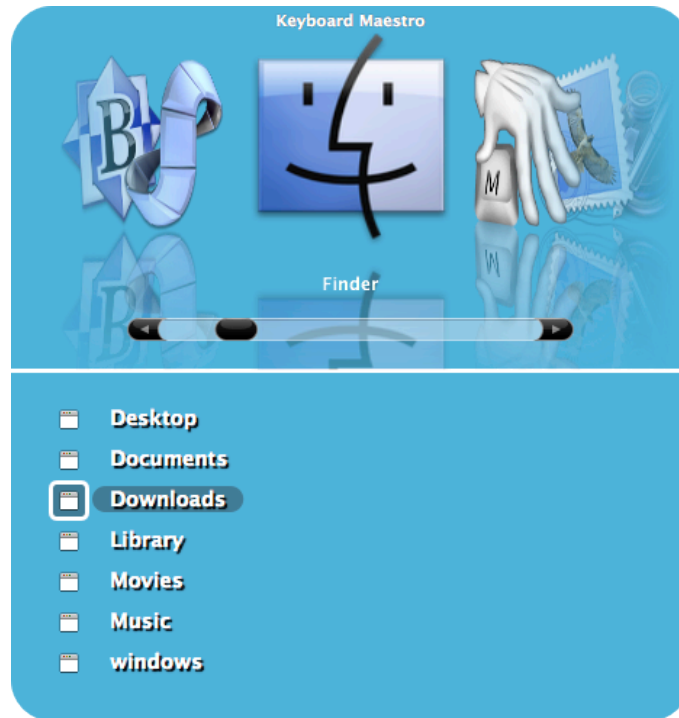 Keyboard Maestro
B
M
Finder
Desktop
Documents
Downloads
Library
Movies
Music
windows